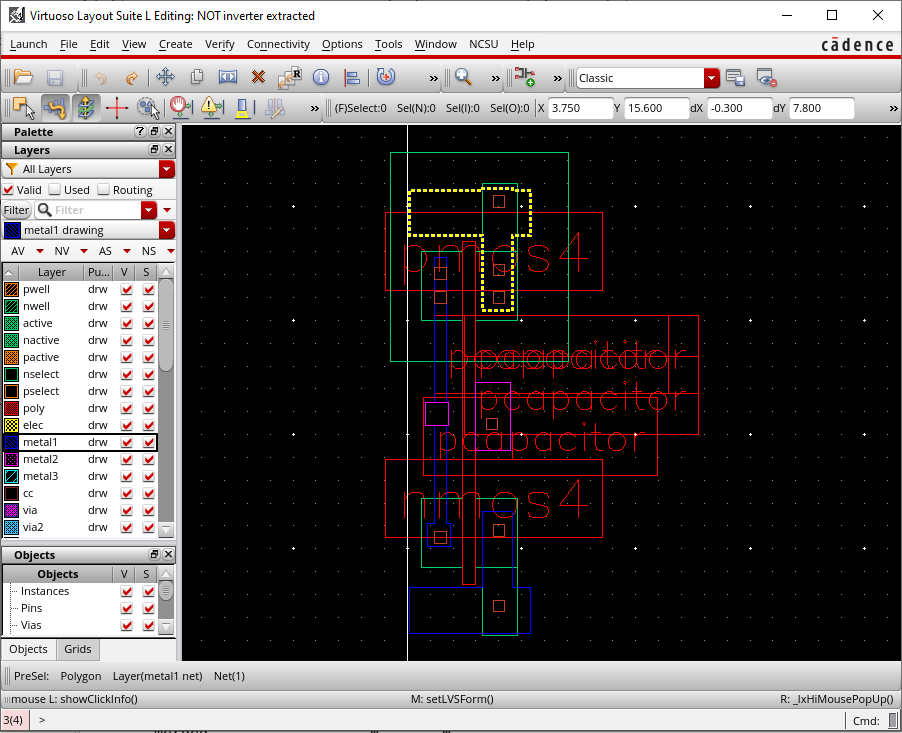 Virtuoso Layout Suite L Editing: NOT inverter extracted
Launch File Edit View Create Verify Connectivity Options Tools Window NCSU Help cādence
R Classic
(F)Select:0 Sel(N):0 Sel(I):0 Sel(O):0 X 3.750 Y 15.600 dX -0.300 dY 7.800
Palette
Layers
All Layers
Valid Used Routing
Filter Filter
metal1 drawing
AV NV AS NS
Layer Pu... V S
pwell drw
nwell drw
active drw
nactive drw
pactive drw
nselect drw
pselect drw
poly drw
elec drw
metal1 drw
metal2 drw
metal3 drw
cc drw
via drw
via2 drw
Objects
Objects V S
Instances
Pins
Vias
Objects Grids
pmos4
pcapacitor
pcapacitor
nmos4
PreSel: Polygon Layer(metal1 net) Net(1)
mouse L: showClickInfo() M: setLVSForm() R: _lxHiMousePopUp()
3(4) > Cmd: